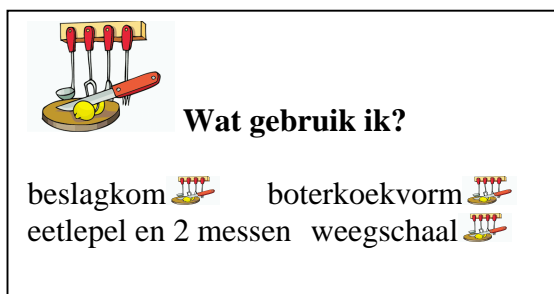 Wat gebruik ik?
beslagkom boterkoekvorm
eetlepel en 2 messen weegschaal